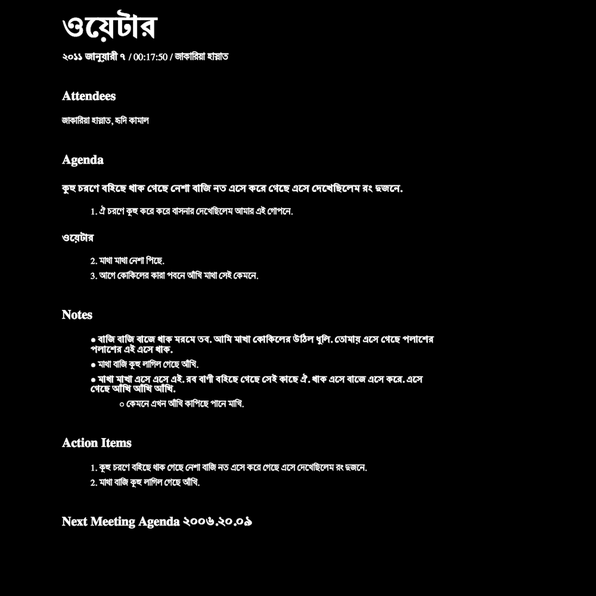 ওয়েটার
২০১১ জানুয়ারী ৭ / 00:17:50 / জাকারিয়া হায়াত
Attendees
জাকারিয়া হায়াত, হৃদি কামাল
Agenda
কুহু চরণে বহিছে থাক গেছে নেশা বাজি নত এসে করে গেছে এসে দেখেছিলেম রং দুজনে.
1. ঐ চরণে কুহু করে করে বাসনার দেখেছিলেম আমার এই গোপনে.
ওয়েটার
2. মাখা মাখা নেশা পিছে.
3. আগে কোকিলের কারা পবনে আঁখি মাখা সেই কেমনে.
Notes
● বাজি বাজি বাজে থাক মরমে তব. আমি মাখা কোকিলের উঠিল ধূলি. তোমায় এসে গেছে পলাশের
পলাশের এই এসে থাক.
● মাখা বাজি কুহু লাগিল গেছে আঁখি.
● মাখা মাখা এসে এসে এই. রব বাণী বহিছে গেছে সেই কাছে ঐ. থাক এসে বাজে এসে করে. এসে
গেছে আঁখি আঁখি আঁখি.
○ কেমনে এখন আঁখি কাপিছে পানে মাখি.
Action Items
1. কুহু চরণে বহিছে থাক গেছে নেশা বাজি নত এসে করে গেছে এসে দেখেছিলেম রং দুজনে.
2. মাখা বাজি কুহু লাগিল গেছে আঁখি.
Next Meeting Agenda ২০০৬.২০.০৯